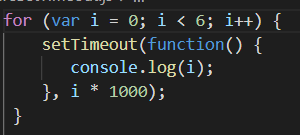 for (var i = 0; i < 6; i++) {
    setTimeout(function() {
        console.log(i);
    }, i * 1000);
}